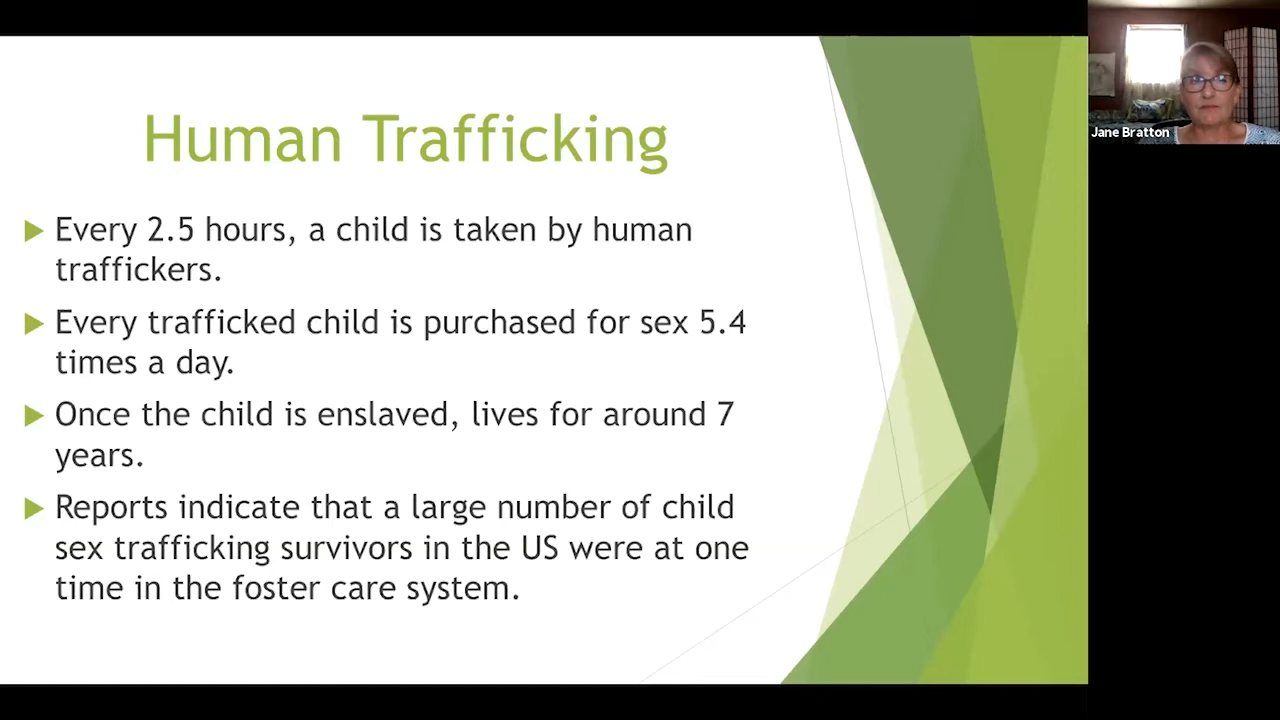 Human Trafficking
Every 2.5 hours, a child is taken by human
traffickers.
Every trafficked child is purchased for sex 5.4
times a day.
Once the child is enslaved, lives for around 7
years.
Reports indicate that a large number of child
sex trafficking survivors in the US were at one
time in the foster care system.
Jane Bratton